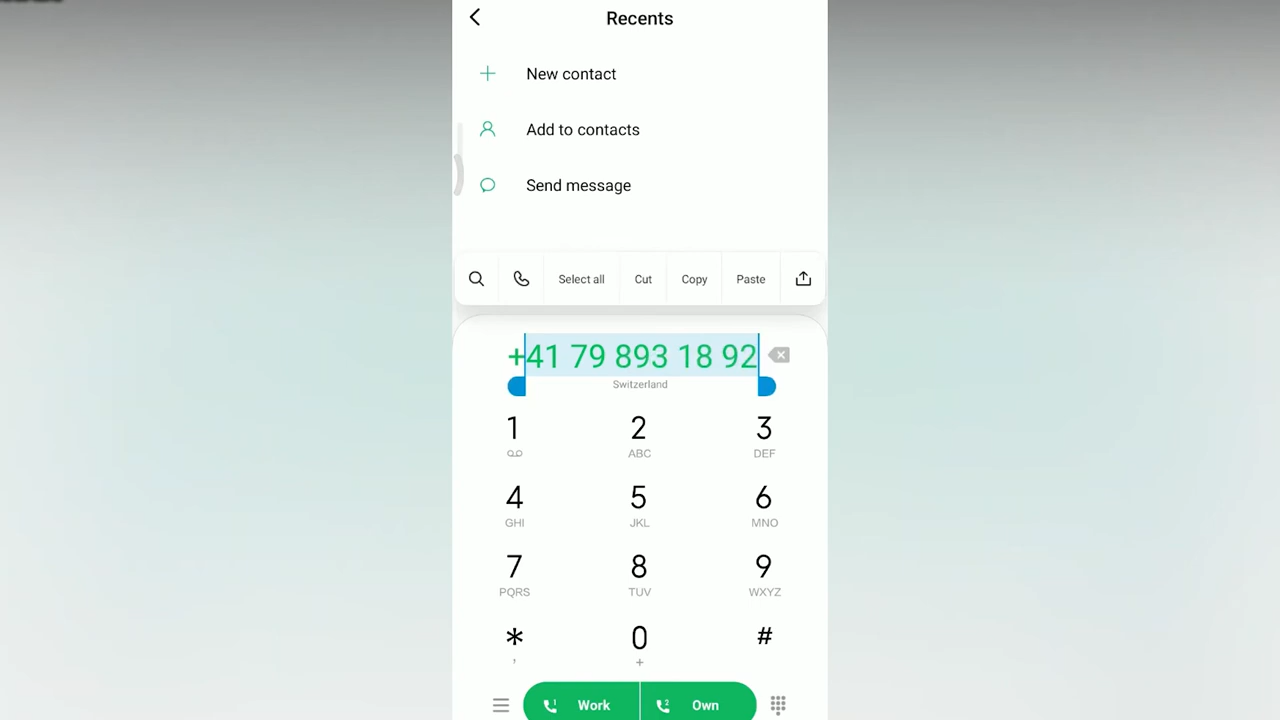 Recents
New contact
Add to contacts
Send message
Select all Cut Copy Paste
+41 79 893 18 92
Switzerland
1 2 3
ABC DEF
4 5 6
GHI JKL MNO
7 8 9
PQRS TUV WXYZ
* 0 #
, +
1 Work 2 Own